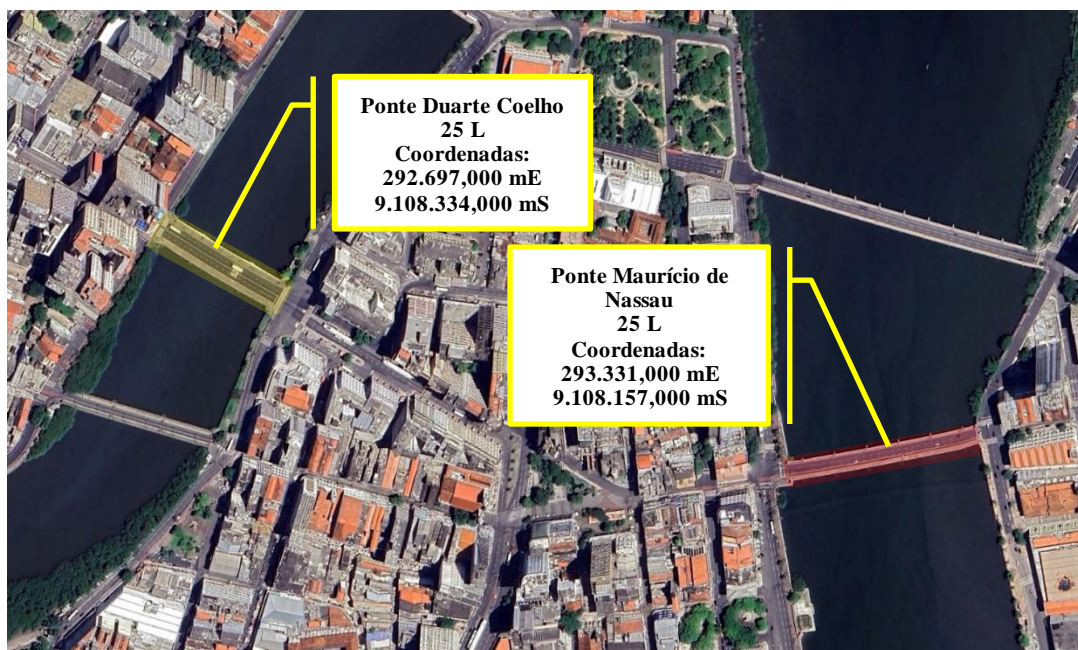 Ponte Duarte Coelho
25 L
Coordenadas:
292.697,000 mE
9.108.334,000 mS
Ponte Maurício de
Nassau
25 L
Coordenadas:
293.331,000 mE
9.108.157,000 mS